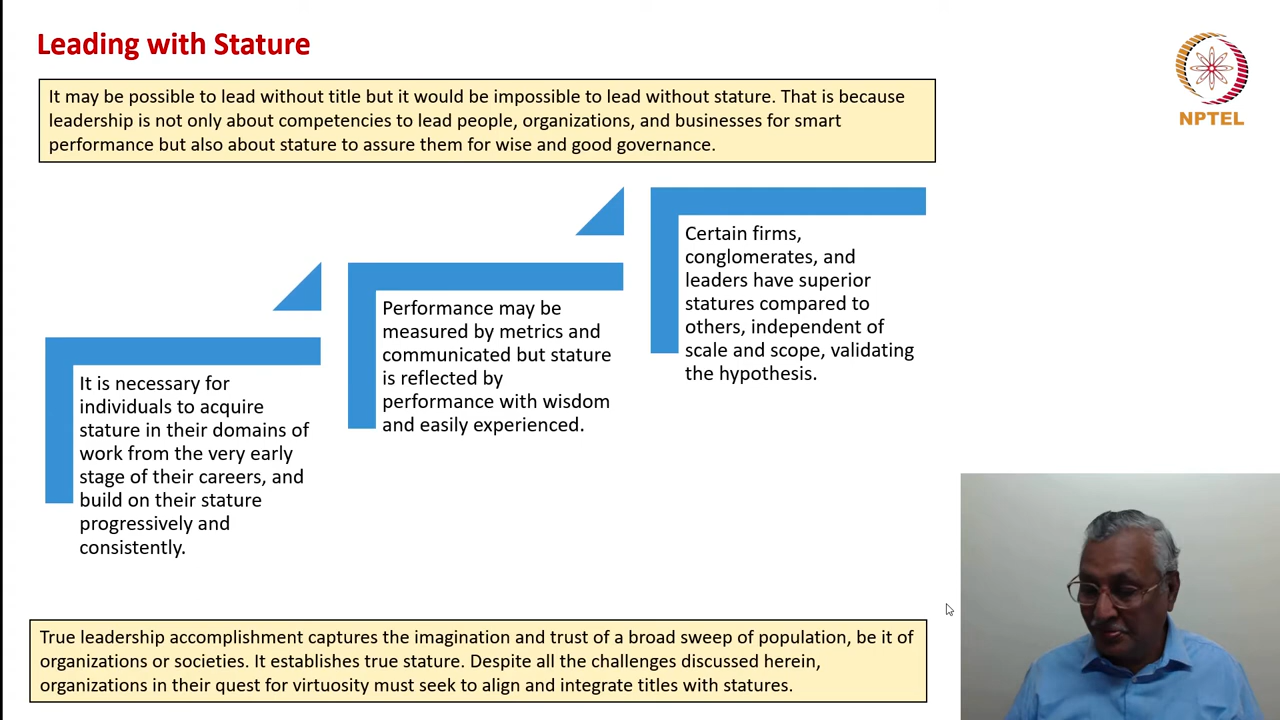 Leading with Stature
NPTEL
It may be possible to lead without title but it would be impossible to lead without stature. That is because
leadership is not only about competencies to lead people, organizations, and businesses for smart
performance but also about stature to assure them for wise and good governance.
It is necessary for
individuals to acquire
stature in their domains of
work from the very early
stage of their careers, and
build on their stature
progressively and
consistently.
Performance may be
measured by metrics and
communicated but stature
is reflected by
performance with wisdom
and easily experienced.
Certain firms,
conglomerates, and
leaders have superior
statures compared to
others, independent of
scale and scope, validating
the hypothesis.
True leadership accomplishment captures the imagination and trust of a broad sweep of population, be it of
organizations or societies. It establishes true stature. Despite all the challenges discussed herein,
organizations in their quest for virtuosity must seek to align and integrate titles with statures.